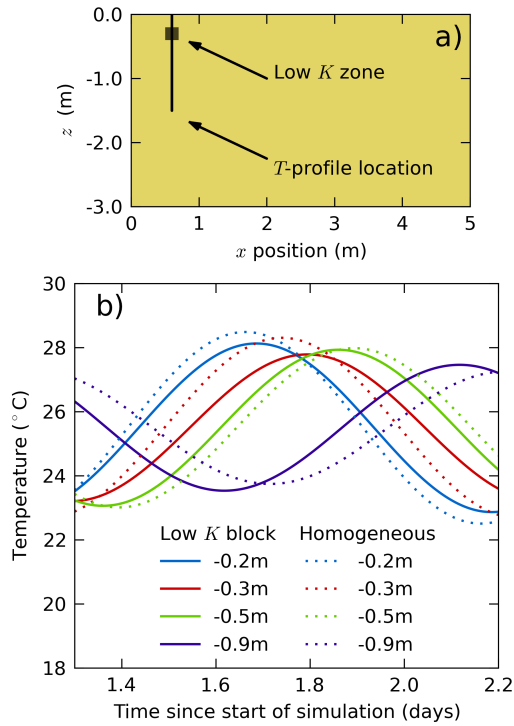 0.0
a)
Low K zone
-1.0
z (m)
-2.0
T-profile location
-3.0
0 1 2 3 4 5
x position (m)
30
b)
28
26
24
22
20
18
Temperature (°C)
Low K block Homogeneous
-0.2m -0.2m
-0.3m -0.3m
-0.5m -0.5m
-0.9m -0.9m
1.4 1.6 1.8 2.0 2.2
Time since start of simulation (days)